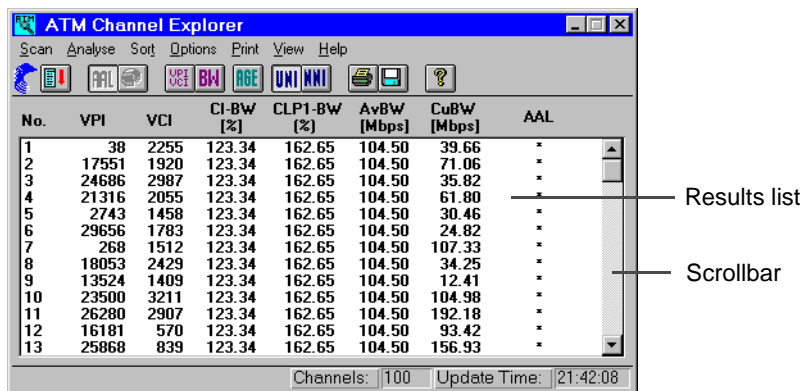 ATM ATM Channel Explorer
Scan Analyse Sort Options Print View Help
AAL VPI VCI BW AGE UNI NNI ?
No. VPI VCI CI-BW [%] CLP1-BW (%) AvBW [Mbps] CuBW [Mbps] AAL
1 38 2255 123.34 162.65 104.50 39.66 *
2 17551 1920 123.34 162.65 104.50 71.06 *
3 24686 2987 123.34 162.65 104.50 35.82 *
4 21316 2055 123.34 162.65 104.50 61.80 *
5 2743 1458 123.34 162.65 104.50 30.46 *
6 29656 1783 123.34 162.65 104.50 24.82 *
7 268 1512 123.34 162.65 104.50 107.33 *
8 18053 2429 123.34 162.65 104.50 34.25 *
9 13524 1409 123.34 162.65 104.50 12.41 *
10 23500 3211 123.34 162.65 104.50 104.98 *
11 26280 2907 123.34 162.65 104.50 192.18 *
12 16181 570 123.34 162.65 104.50 93.42 *
13 25868 839 123.34 162.65 104.50 156.93 *
Results list
Scrollbar
Channels: 100 Update Time: 21:42:08